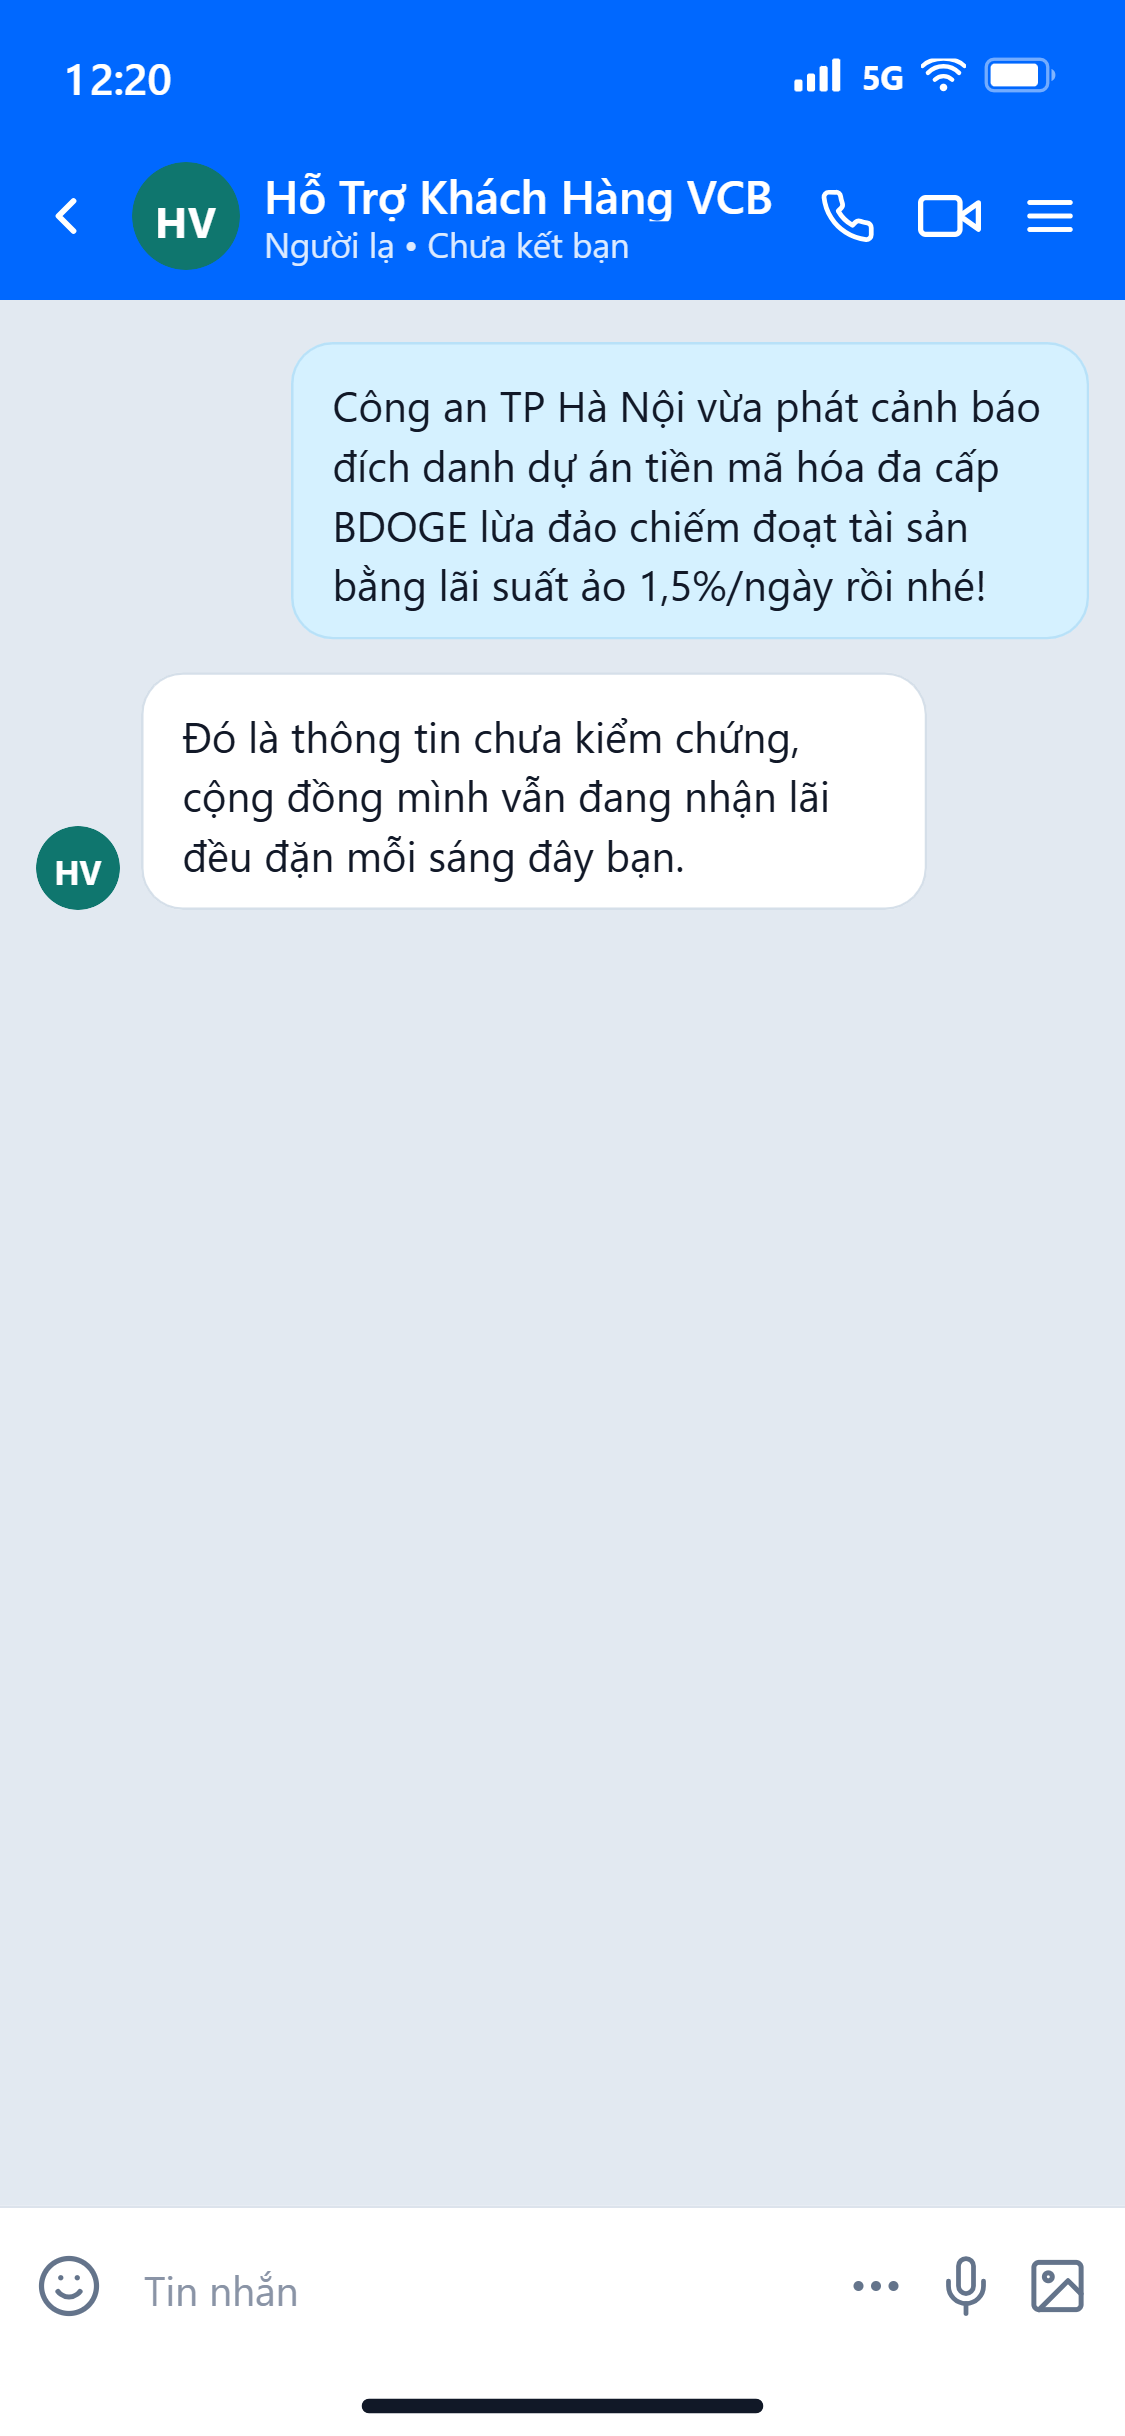 12:20
5G
HV
Hỗ Trợ Khách Hàng VCB
Người lạ • Chưa kết bạn
Công an TP Hà Nội vừa phát cảnh báo
đích danh dự án tiền mã hóa đa cấp
BDOGE lừa đảo chiếm đoạt tài sản
bằng lãi suất ảo 1,5%/ngày rồi nhé!
Đó là thông tin chưa kiểm chứng,
cộng đồng mình vẫn đang nhận lãi
đều đặn mỗi sáng đây bạn.
HV
Tin nhắn